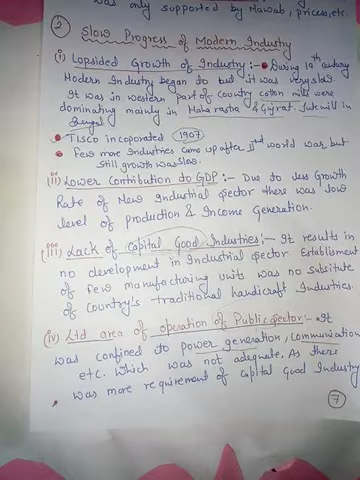 was only supported by Nawab, princes, etc.
② Slow Progress of Modern Industry
(i) Lopsided Growth of Industry :- • During 19th century
Modern Industry began to but it was very slow.
It was in western part of country cotton mills were
dominating mainly in Maharastra & Gujrat. Jute mill in
Bengal
• TISCO incoporated 1907
• Few more Industries came up after IInd world war but
still growth was slow.
(ii) Lower Contribution to GDP :- Due to less Growth
Rate of New Industrial Sector there was low
level of production & Income Generation.
(iii) Lack of Capital Good Industries :- It results in
no development in Industrial Sector. Establisment
of Few manufacturing units was no Subsitute
of Country's traditional handicraft Industries.
(iv) Ltd area of operation of Public Sector :- It
was confined to power generation, communication
etc. which was not adequate, As there
was more requirement of Capital Good Industry
7